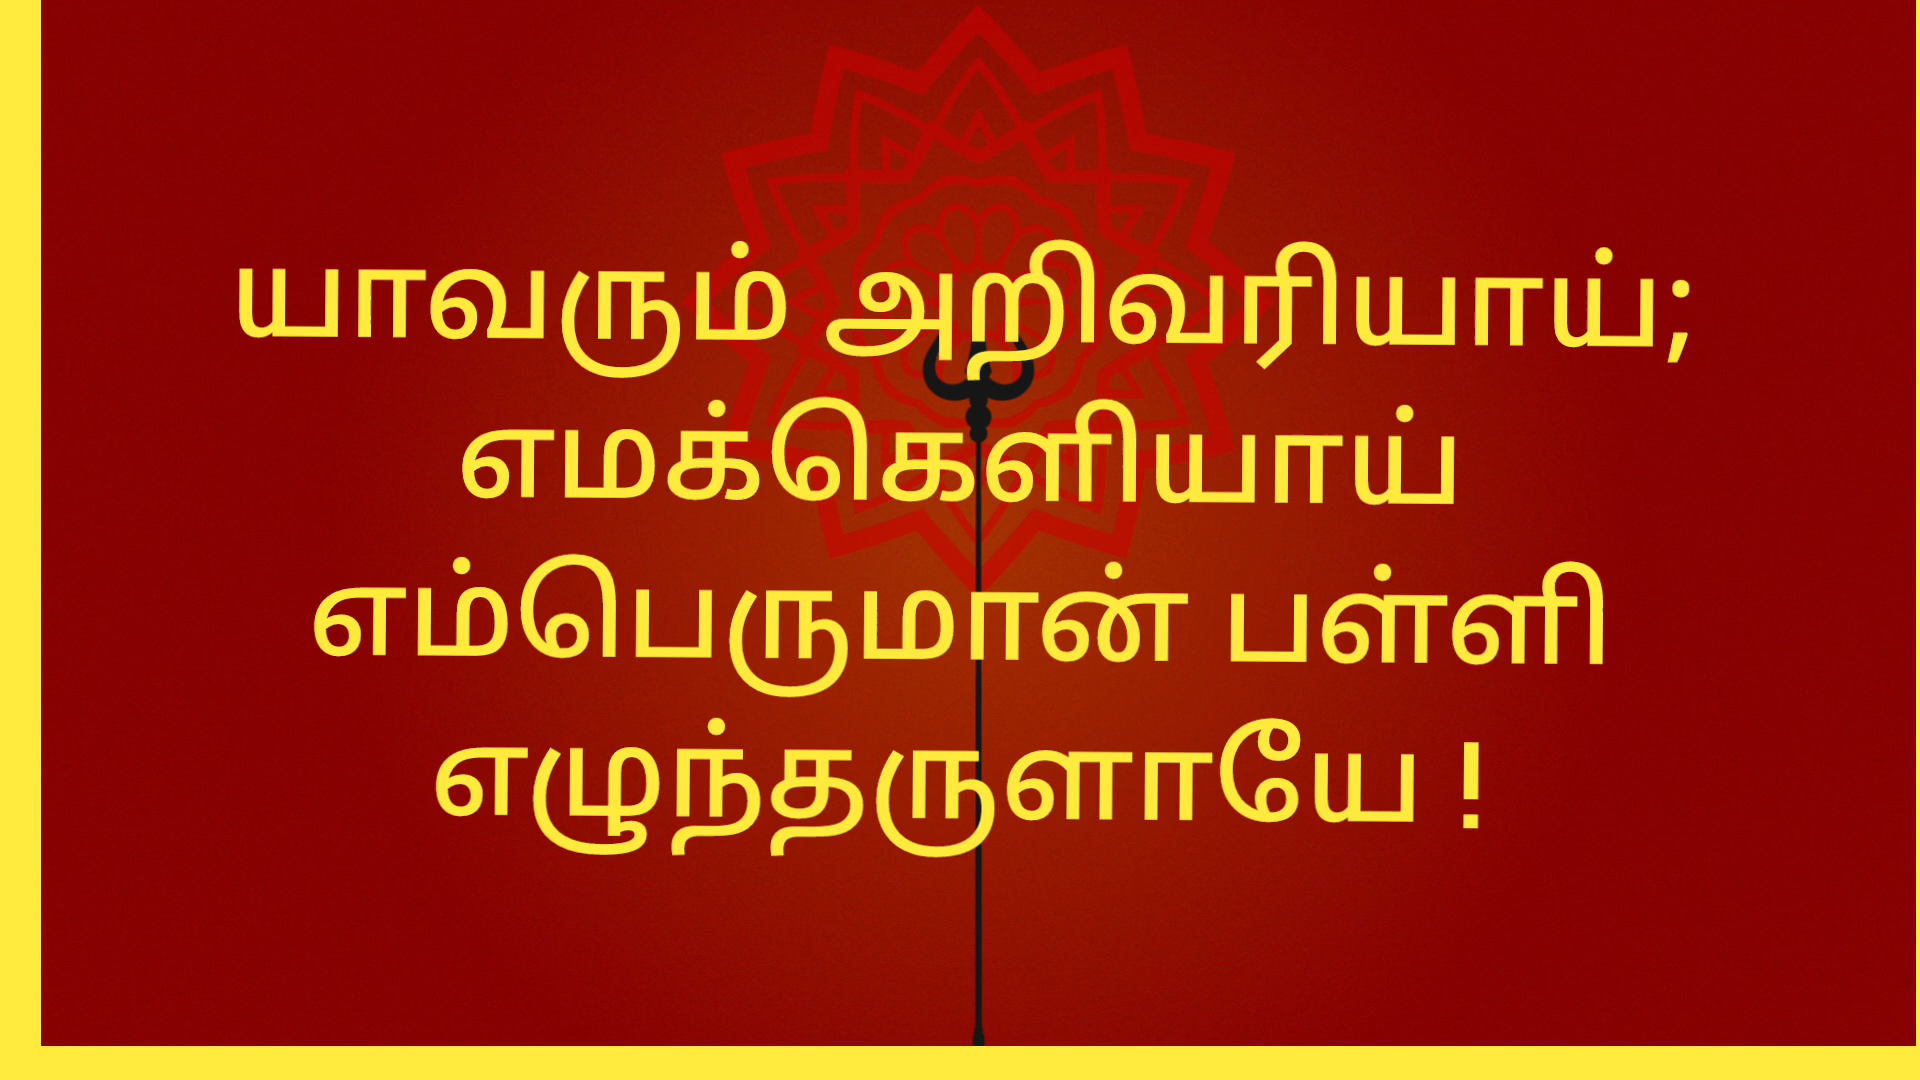 யாவரும் அறிவரியாய்;
எமக்கெளியாய்
எம்பெருமான் பள்ளி
எழுந்தருளாயே !